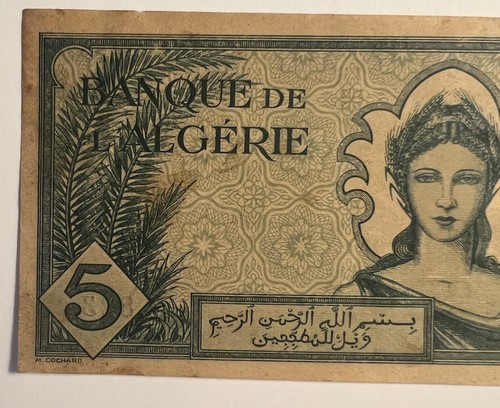 BANQUE DE
L'ALGÉRIE
5
بسم الله الرحمن الرحيم
ويل للمطففين
M. COCHARD